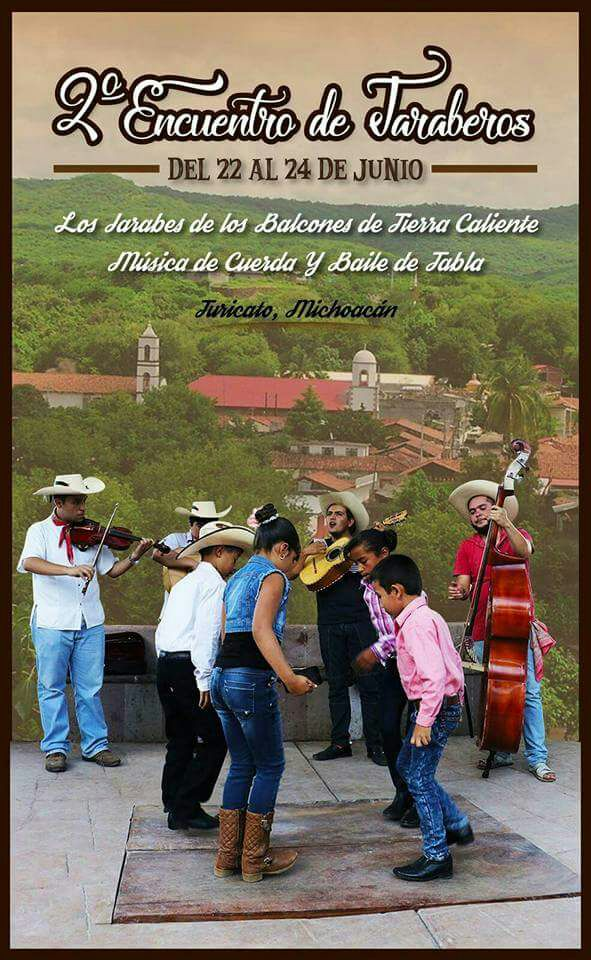 2ª Encuentro de Jaraberos
DEL 22 AL 24 DE JUNIO
Los Jarabes de los Balcones de Tierra Caliente
Música de Cuerda Y Baile de Tabla
Turicato, Michoacán